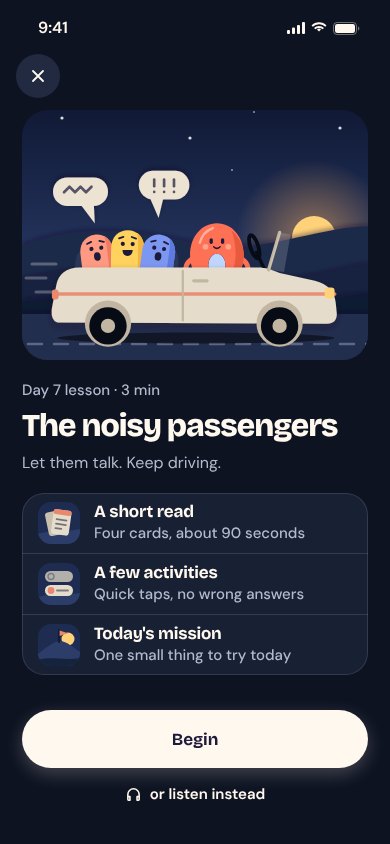 9:41
!!!
Day 7 lesson · 3 min
The noisy passengers
Let them talk. Keep driving.
A short read
Four cards, about 90 seconds
A few activities
Quick taps, no wrong answers
Today's mission
One small thing to try today
Begin
or listen instead